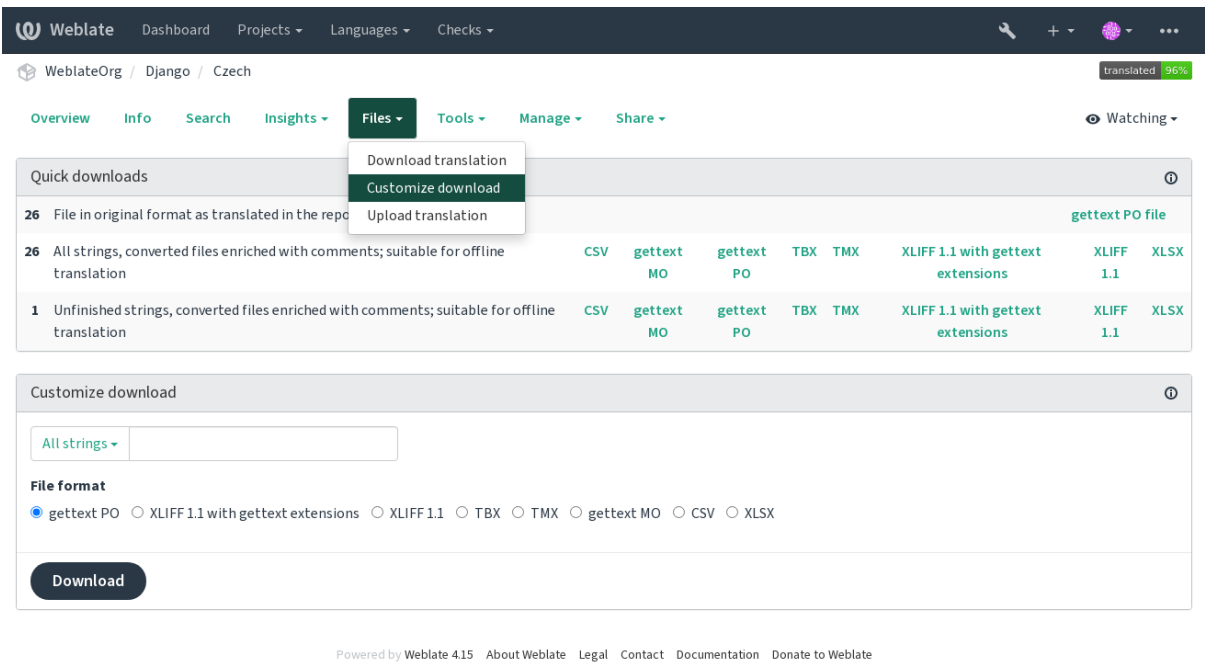 Weblate Dashboard Projects Languages Checks
WeblateOrg / Django / Czech translated 96%
Overview Info Search Insights Files Tools Manage Share Watching
Download translation
Customize download
Upload translation
Quick downloads
26 File in original format as translated in the repo gettext PO file
26 All strings, converted files enriched with comments; suitable for offline CSV gettext gettext TBX TMX XLIFF 1.1 with gettext XLIFF XLSX
translation MO PO extensions 1.1
1 Unfinished strings, converted files enriched with comments; suitable for offline CSV gettext gettext TBX TMX XLIFF 1.1 with gettext XLIFF XLSX
translation MO PO extensions 1.1
Customize download
All strings
File format
gettext PO XLIFF 1.1 with gettext extensions XLIFF 1.1 TBX TMX gettext MO CSV XLSX
Download
Powered by Weblate 4.15 About Weblate Legal Contact Documentation Donate to Weblate